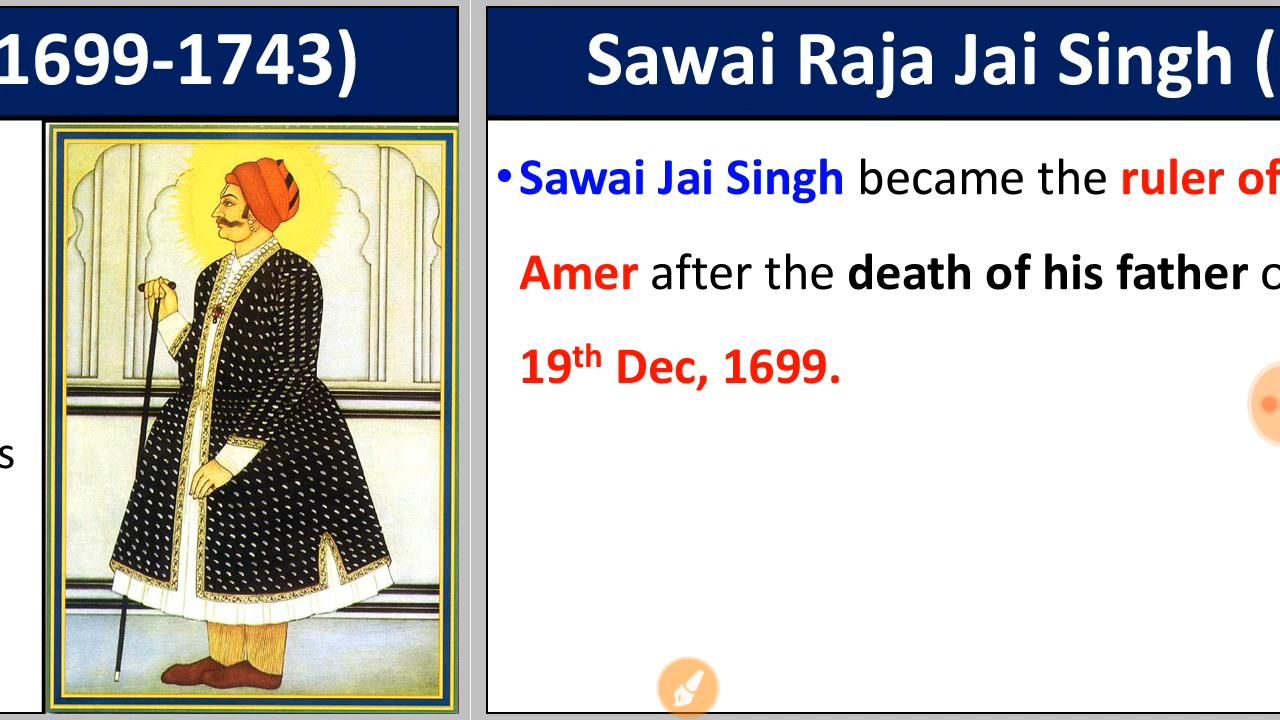 1699-1743)
s
Sawai Raja Jai Singh (
•Sawai Jai Singh became the ruler of
Amer after the death of his father
19th Dec, 1699.